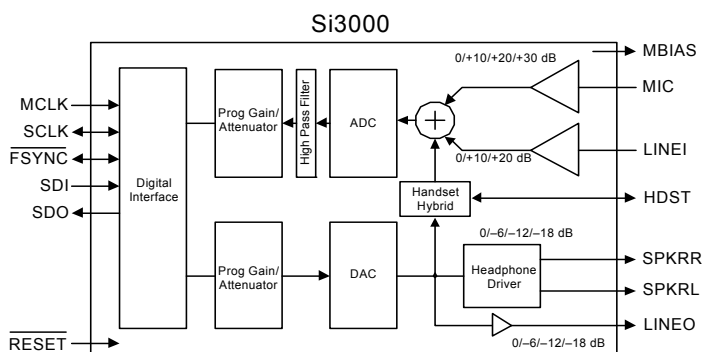 Si3000
MBIAS
0/+10/+20/+30 dB
MCLK
SCLK
FSYNC
SDI
SDO
Digital
Interface
Prog Gain/
Attenuator
High Pass Filter
ADC
+
MIC
LINEI
0/+10/+20 dB
Handset
Hybrid
HDST
0/–6/–12/–18 dB
Prog Gain/
Attenuator
DAC
Headphone
Driver
SPKRR
SPKRL
LINEO
0/–6/–12/–18 dB
RESET